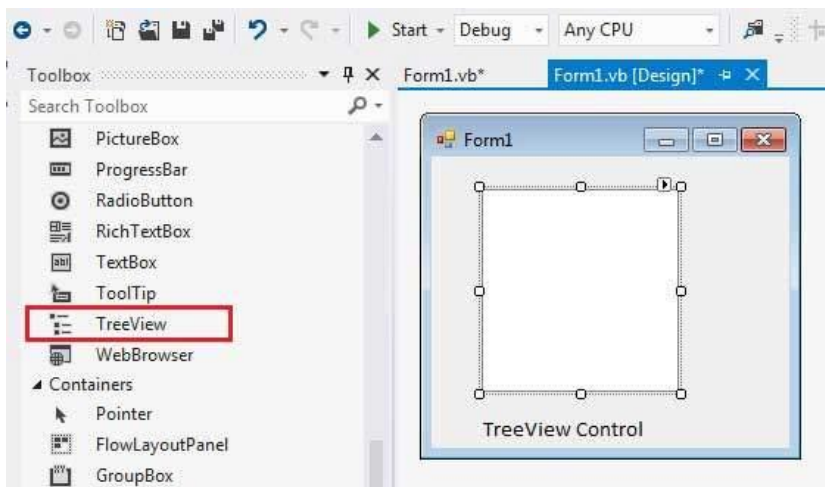 Start Debug Any CPU
Toolbox
Search Toolbox
PictureBox
ProgressBar
RadioButton
RichTextBox
TextBox
ToolTip
TreeView
WebBrowser
Containers
Pointer
FlowLayoutPanel
GroupBox
Form1.vb* Form1.vb [Design]*
Form1
TreeView Control